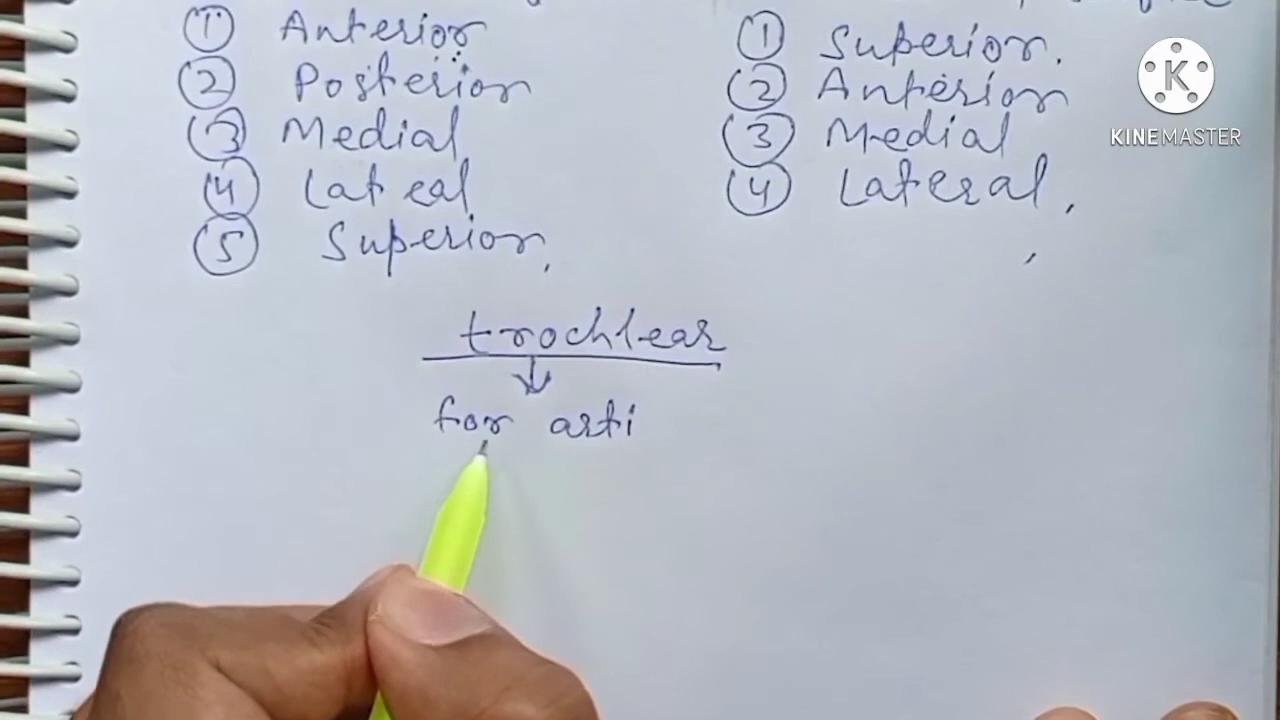 ① Anterior
② Posterior
③ Medial
④ Lateal
⑤ Superior,
① Superior.
② Anterior
③ Medial
④ Lateral,
trochlear
for arti
K
KINEMASTER